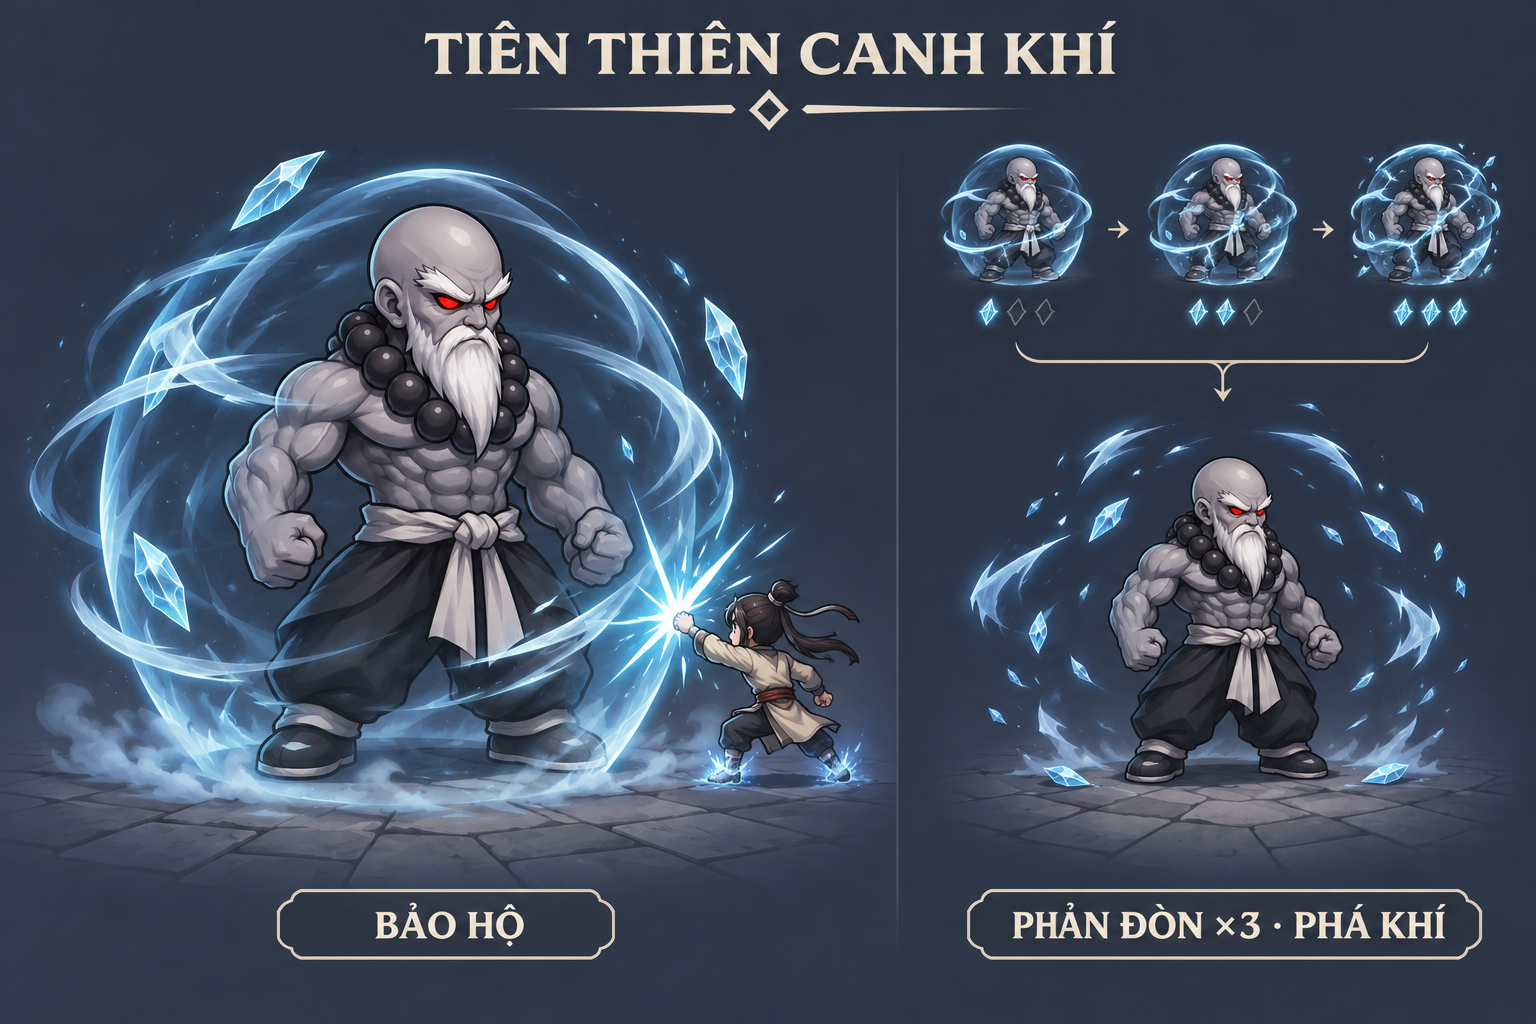 TIÊN THIÊN CANH KHÍ
BẢO HỘ
PHẢN ĐÒN ×3 · PHÁ KHÍ